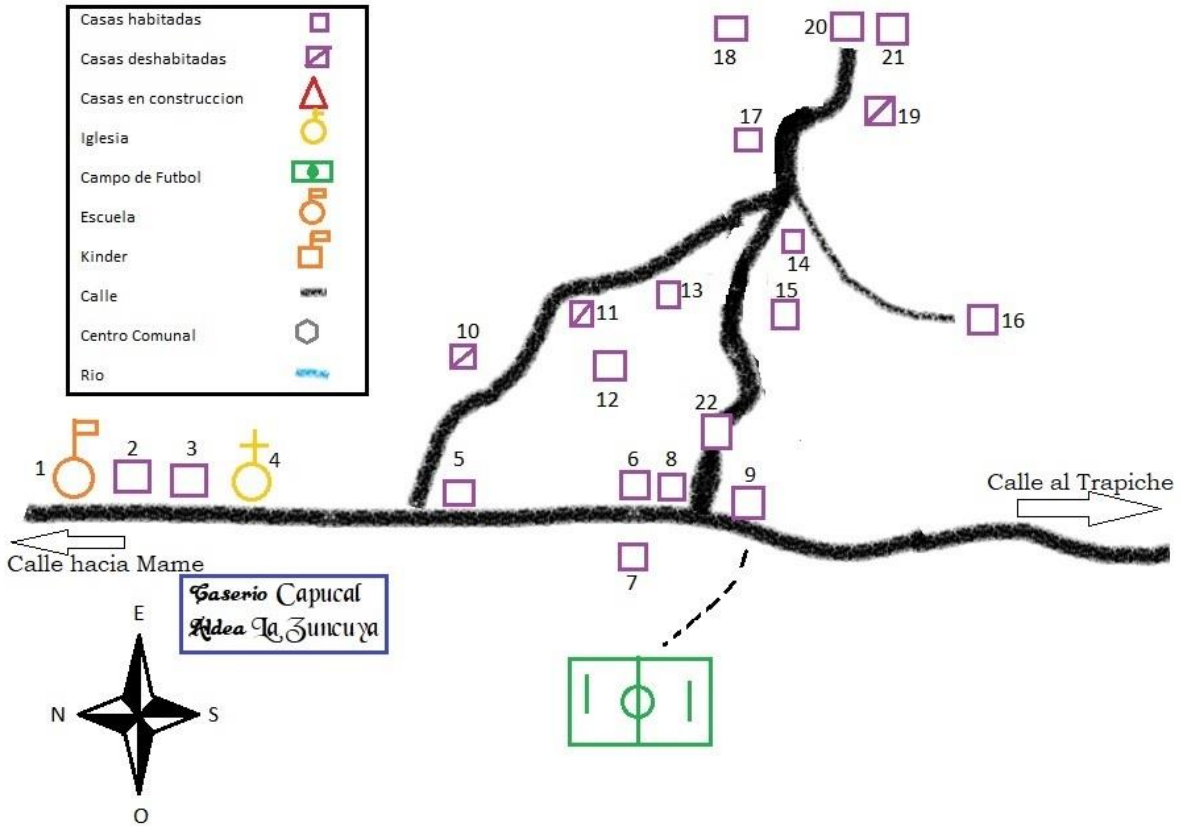 Casas habitadas
Casas deshabitadas
Casas en construccion
Iglesia
Campo de Futbol
Escuela
Kinder
Calle
Centro Comunal
Rio
18
20
21
17
19
14
13
15
11
16
10
12
22
1
2
3
4
5
6
8
9
Calle al Trapiche
7
Calle hacia Mame
Caserio Capucal
Aldea La Zuncuya
E
N
S
O